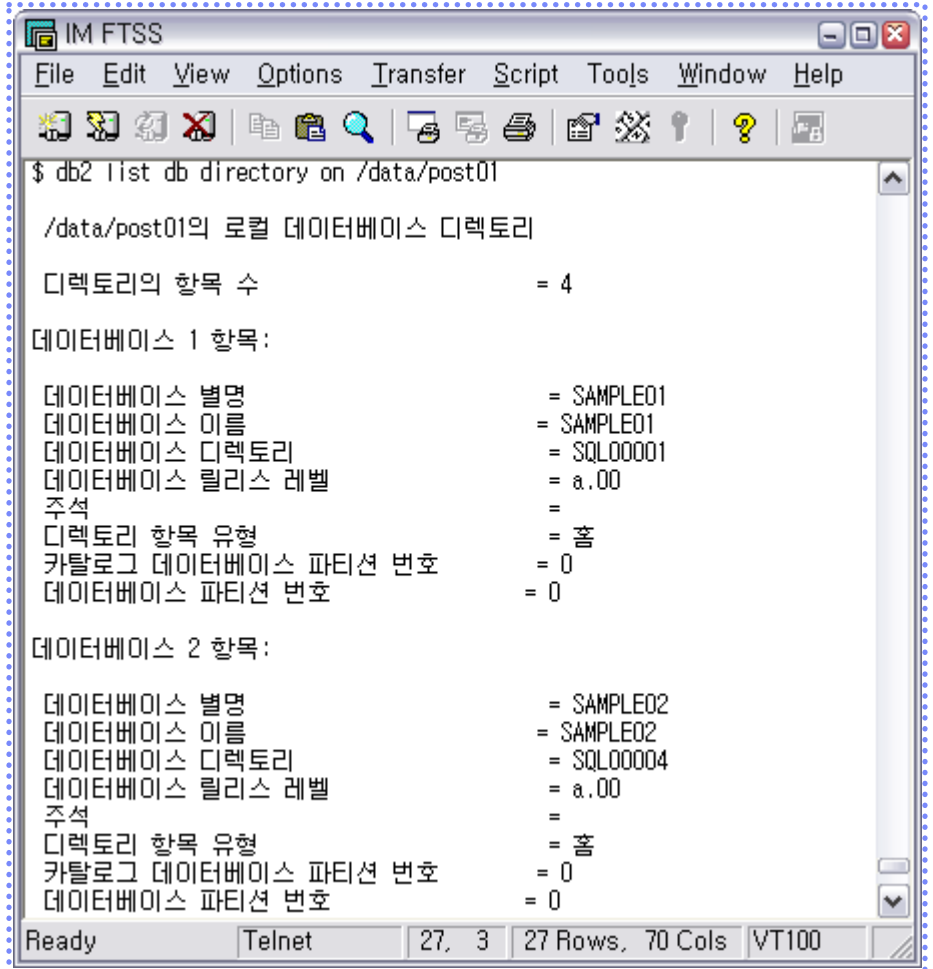 IM FTSS
File Edit View Options Transfer Script Tools Window Help
$ db2 list db directory on /data/post01
/data/post01의 로컬 데이터베이스 디렉토리
디렉토리의 항목 수 = 4
데이터베이스 1 항목:
데이터베이스 별명 = SAMPLE01
데이터베이스 이름 = SAMPLE01
데이터베이스 디렉토리 = SQL00001
데이터베이스 릴리스 레벨 = a.00
주석 =
디렉토리 항목 유형 = 홈
카탈로그 데이터베이스 파티션 번호 = 0
데이터베이스 파티션 번호 = 0
데이터베이스 2 항목:
데이터베이스 별명 = SAMPLE02
데이터베이스 이름 = SAMPLE02
데이터베이스 디렉토리 = SQL00004
데이터베이스 릴리스 레벨 = a.00
주석 =
디렉토리 항목 유형 = 홈
카탈로그 데이터베이스 파티션 번호 = 0
데이터베이스 파티션 번호 = 0
Ready Telnet 27, 3 27 Rows, 70 Cols VT100